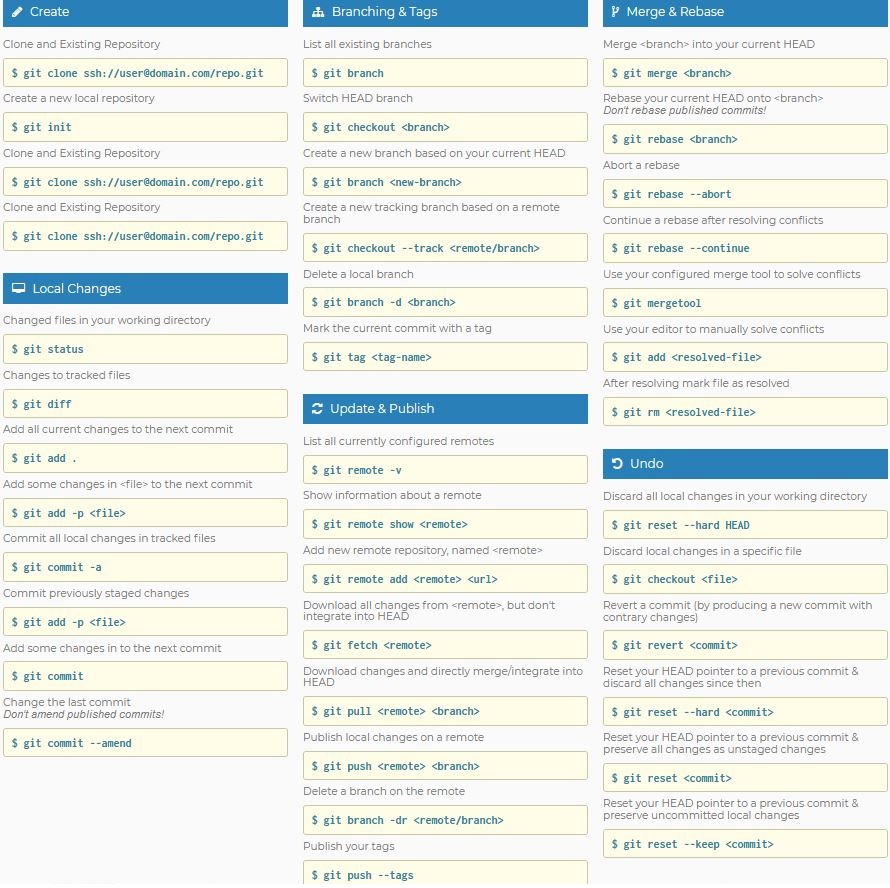 Create
Clone and Existing Repository
$ git clone ssh://user@domain.com/repo.git
Create a new local repository
$ git init
Clone and Existing Repository
$ git clone ssh://user@domain.com/repo.git
Clone and Existing Repository
$ git clone ssh://user@domain.com/repo.git
Local Changes
Changed files in your working directory
$ git status
Changes to tracked files
$ git diff
Add all current changes to the next commit
$ git add .
Add some changes in <file> to the next commit
$ git add -p <file>
Commit all local changes in tracked files
$ git commit -a
Commit previously staged changes
$ git add -p <file>
Add some changes in to the next commit
$ git commit
Change the last commit
Don't amend published commits!
$ git commit --amend
Branching & Tags
List all existing branches
$ git branch
Switch HEAD branch
$ git checkout <branch>
Create a new branch based on your current HEAD
$ git branch <new-branch>
Create a new tracking branch based on a remote
branch
$ git checkout --track <remote/branch>
Delete a local branch
$ git branch -d <branch>
Mark the current commit with a tag
$ git tag <tag-name>
Update & Publish
List all currently configured remotes
$ git remote -v
Show information about a remote
$ git remote show <remote>
Add new remote repository, named <remote>
$ git remote add <remote> <url>
Download all changes from <remote>, but don't
integrate into HEAD
$ git fetch <remote>
Download changes and directly merge/integrate into
HEAD
$ git pull <remote> <branch>
Publish local changes on a remote
$ git push <remote> <branch>
Delete a branch on the remote
$ git branch -dr <remote/branch>
Publish your tags
$ git push --tags
Merge & Rebase
Merge <branch> into your current HEAD
$ git merge <branch>
Rebase your current HEAD onto <branch>
Don't rebase published commits!
$ git rebase <branch>
Abort a rebase
$ git rebase --abort
Continue a rebase after resolving conflicts
$ git rebase --continue
Use your configured merge tool to solve conflicts
$ git mergetool
Use your editor to manually solve conflicts
$ git add <resolved-file>
After resolving mark file as resolved
$ git rm <resolved-file>
Undo
Discard all local changes in your working directory
$ git reset --hard HEAD
Discard local changes in a specific file
$ git checkout <file>
Revert a commit (by producing a new commit with
contrary changes)
$ git revert <commit>
Reset your HEAD pointer to a previous commit &
discard all changes since then
$ git reset --hard <commit>
Reset your HEAD pointer to a previous commit &
preserve all changes as unstaged changes
$ git reset <commit>
Reset your HEAD pointer to a previous commit &
preserve uncommitted local changes
$ git reset --keep <commit>